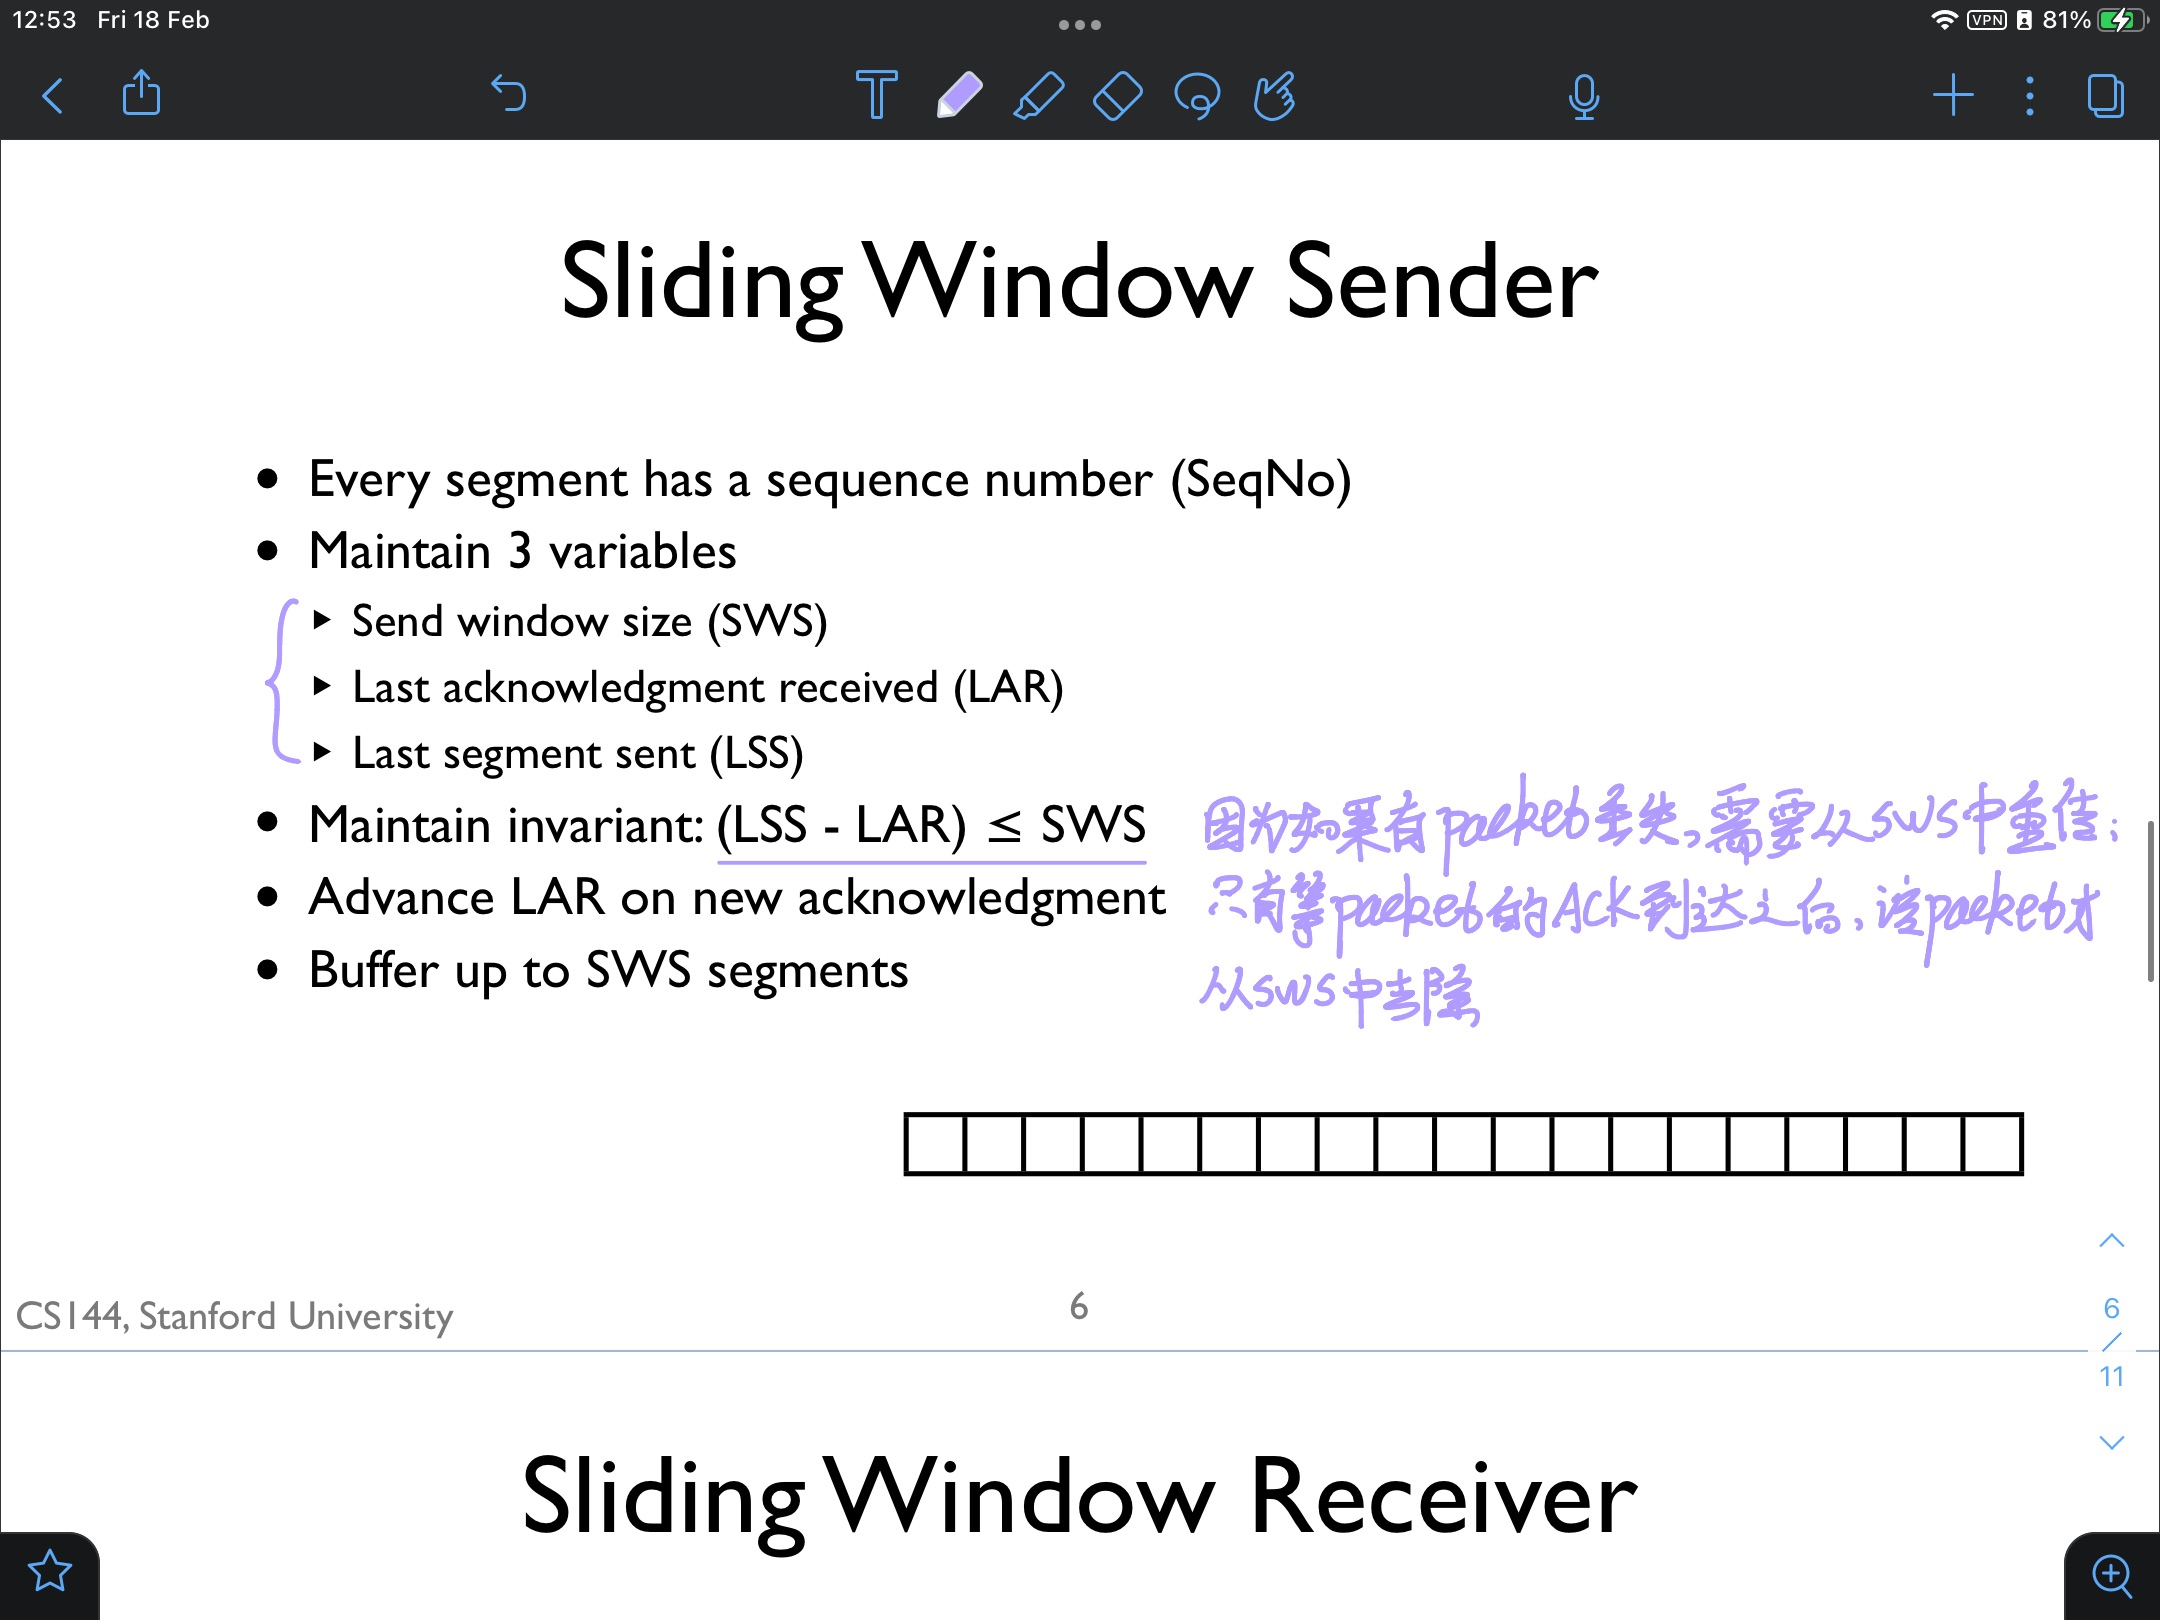 12:53 Fri 18 Feb
VPN 81%
T
Sliding Window Sender
• Every segment has a sequence number (SeqNo)
• Maintain 3 variables
▸ Send window size (SWS)
▸ Last acknowledgment received (LAR)
▸ Last segment sent (LSS)
• Maintain invariant: (LSS - LAR) ≤ SWS
• Advance LAR on new acknowledgment
• Buffer up to SWS segments
因为如果有packet丢失,需要从SWS中重传;
只有等packet的ACK到达之后,该packet才
从SWS中去除
CS144, Stanford University
6
6
/
11
Sliding Window Receiver